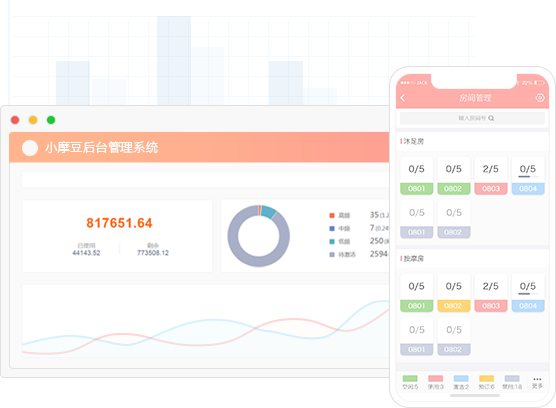 小摩豆后台管理系统
817651.64
已使用
44143.52
剩余
773508.12
高级
35
中级
7
低级
250
待激活
2594
JACK
22%
房间管理
输入房间号
沐足房
0/5
0801
0/5
0802
2/5
0803
0/5
0804
0/5
0801
0/5
0802
按摩房
0/5
0801
0/5
0802
2/5
0803
0/5
0804
0/5
0801
0/5
0802
空闲:5
使用:3
清洁:2
预订:6
禁用:18
更多